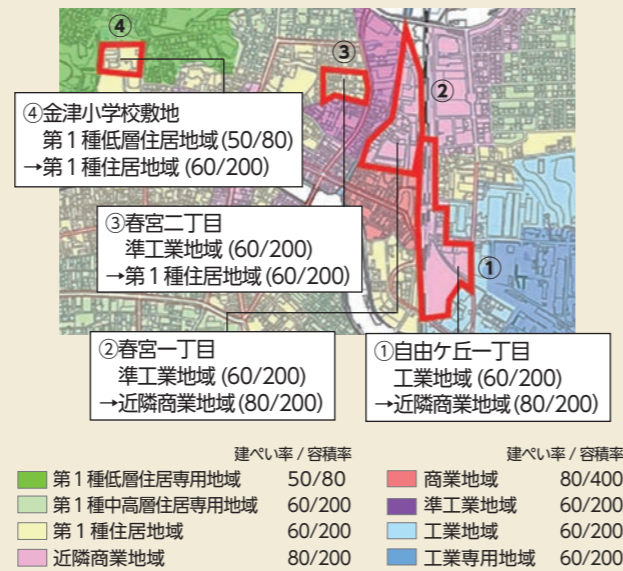 ④
③
②
①
④金津小学校敷地
第1種低層住居地域(50/80)
→第1種住居地域(60/200)
③春宮二丁目
準工業地域(60/200)
→第1種住居地域(60/200)
②春宮一丁目
準工業地域(60/200)
→近隣商業地域(80/200)
①自由ケ丘一丁目
工業地域(60/200)
→近隣商業地域(80/200)
建ぺい率 / 容積率
第1種低層住居専用地域 50/80
第1種中高層住居専用地域 60/200
第1種住居地域 60/200
近隣商業地域 80/200
建ぺい率 / 容積率
商業地域 80/400
準工業地域 60/200
工業地域 60/200
工業専用地域 60/200